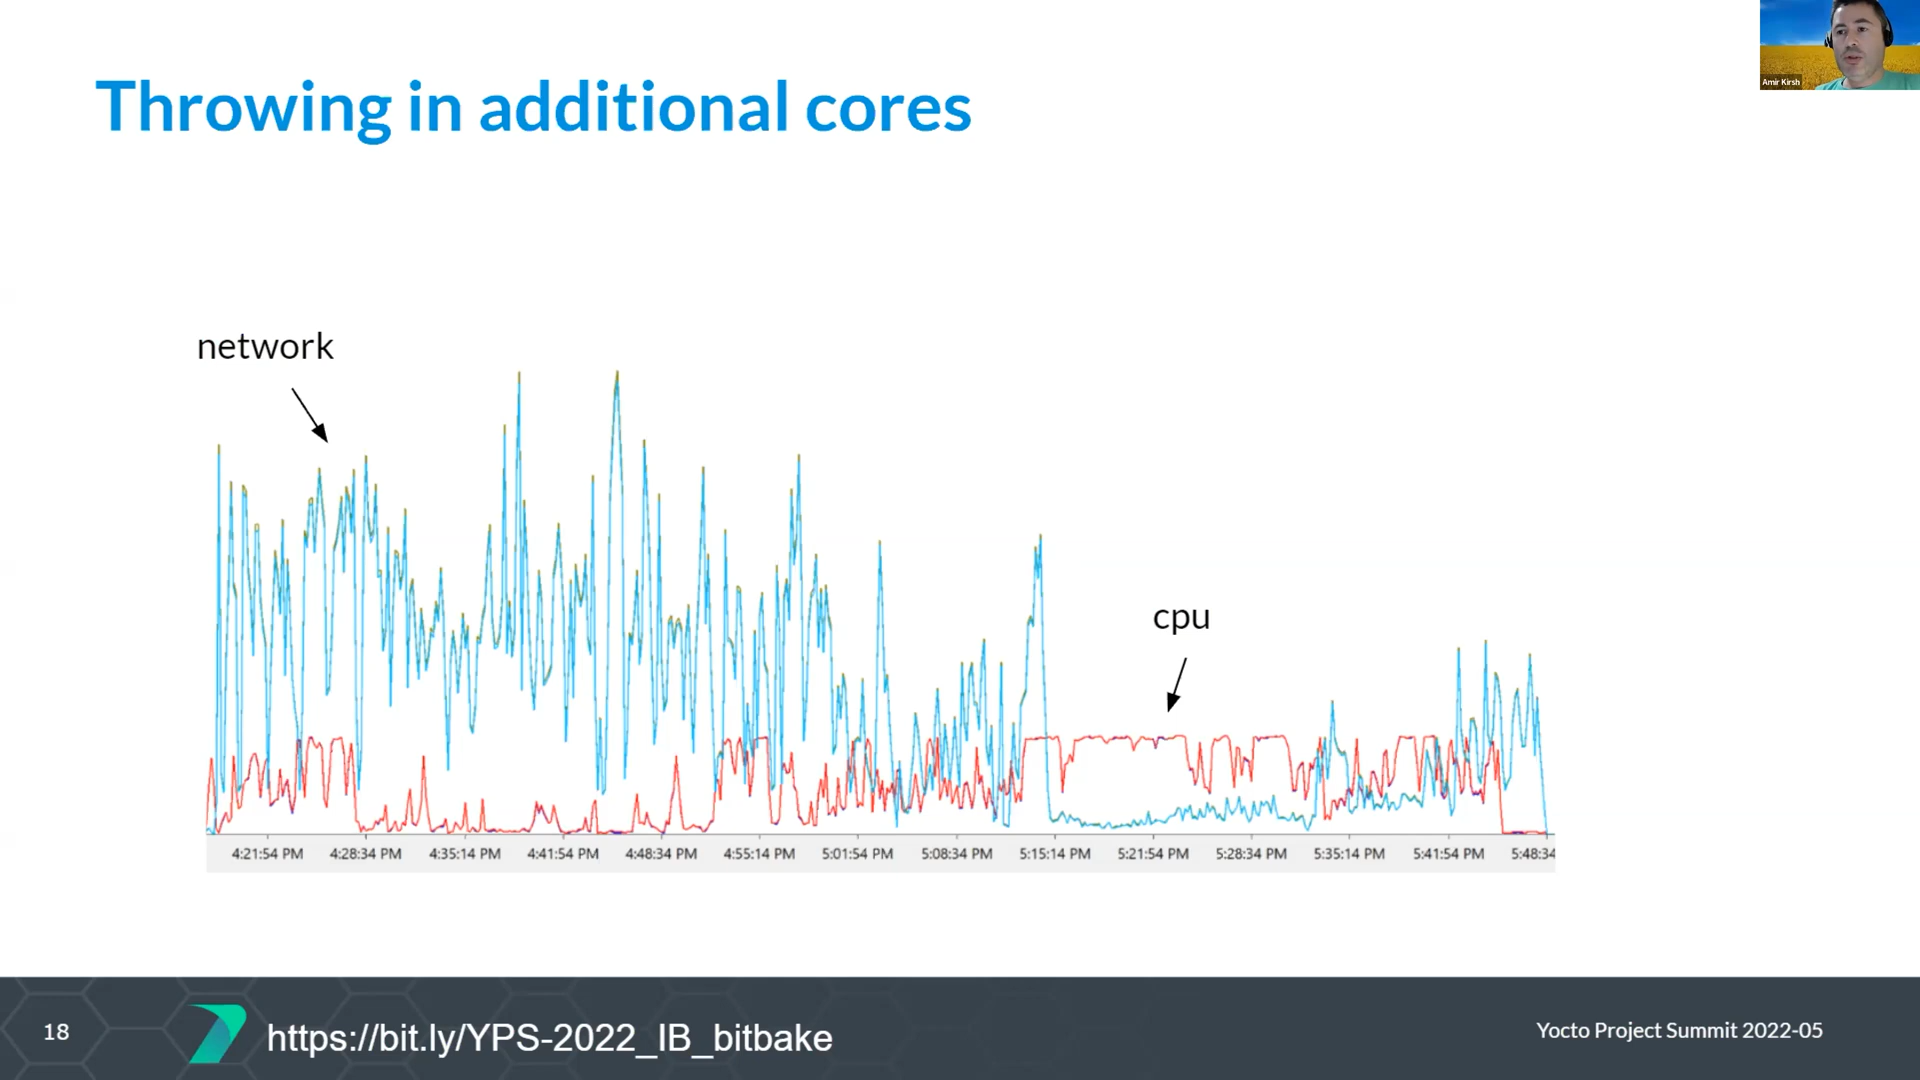 Amir Kirsh
Throwing in additional cores
network
cpu
4:21:54 PM 4:28:34 PM 4:35:14 PM 4:41:54 PM 4:48:34 PM 4:55:14 PM 5:01:54 PM 5:08:34 PM 5:15:14 PM 5:21:54 PM 5:28:34 PM 5:35:14 PM 5:41:54 PM 5:48:34
18
https://bit.ly/YPS-2022_IB_bitbake
Yocto Project Summit 2022-05